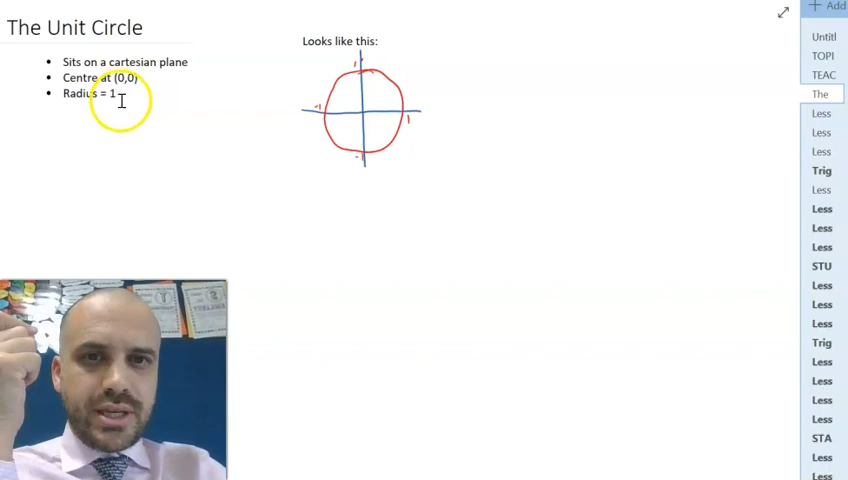 The Unit Circle
Sits on a cartesian plane
Centre at (0,0)
Radius = 1
Looks like this:
1
-1
1
-1
Add
Untitl
TOPI
TEAC
The
Less
Less
Less
Trig
Less
Less
Less
Less
STU
Less
Less
Less
Trig
Less
Less
Less
Less
STA
Less
Less